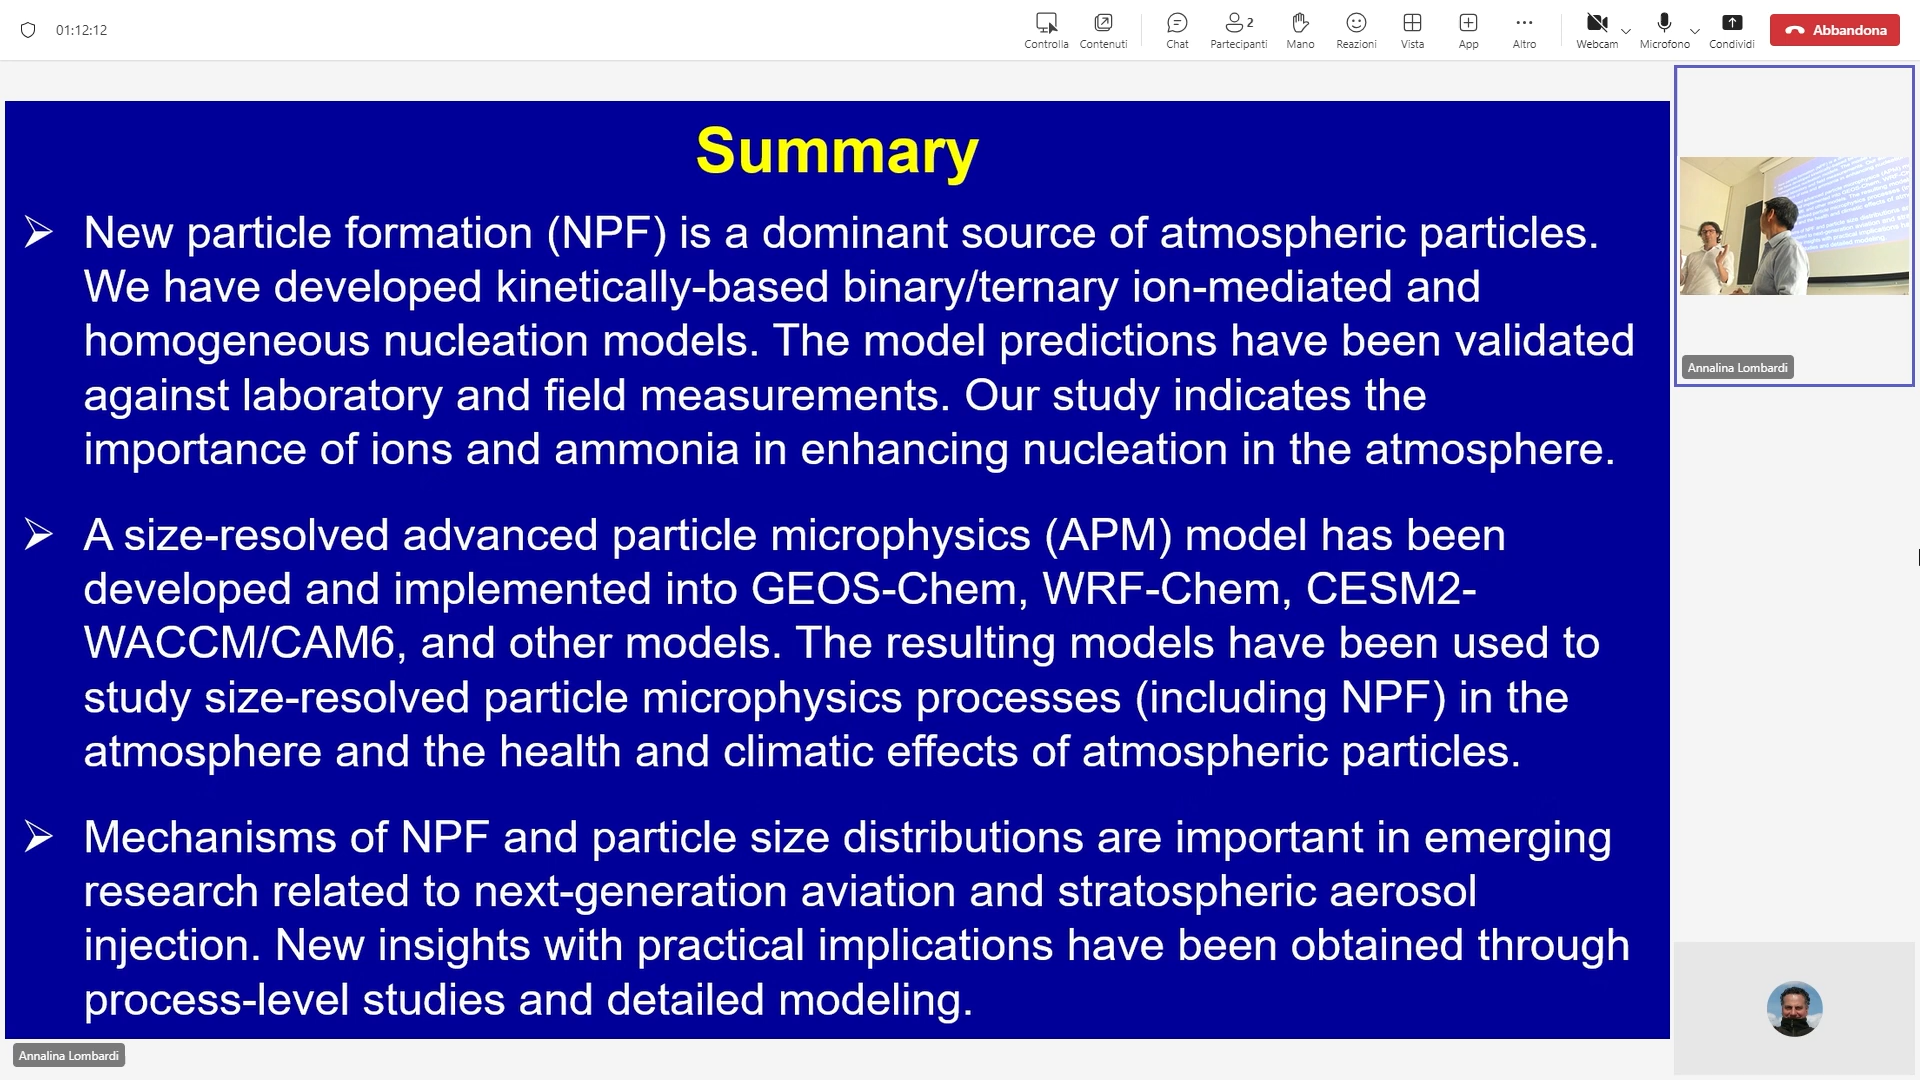 01:12:12
Controlla
Contenuti
Chat
2
Partecipanti
Mano
Reazioni
Vista
App
Altro
Webcam
Microfono
Condividi
Abbandona
Summary
➢ New particle formation (NPF) is a dominant source of atmospheric particles.
We have developed kinetically-based binary/ternary ion-mediated and
homogeneous nucleation models. The model predictions have been validated
against laboratory and field measurements. Our study indicates the
importance of ions and ammonia in enhancing nucleation in the atmosphere.
➢ A size-resolved advanced particle microphysics (APM) model has been
developed and implemented into GEOS-Chem, WRF-Chem, CESM2-
WACCM/CAM6, and other models. The resulting models have been used to
study size-resolved particle microphysics processes (including NPF) in the
atmosphere and the health and climatic effects of atmospheric particles.
➢ Mechanisms of NPF and particle size distributions are important in emerging
research related to next-generation aviation and stratospheric aerosol
injection. New insights with practical implications have been obtained through
process-level studies and detailed modeling.
Annalina Lombardi
Annalina Lombardi